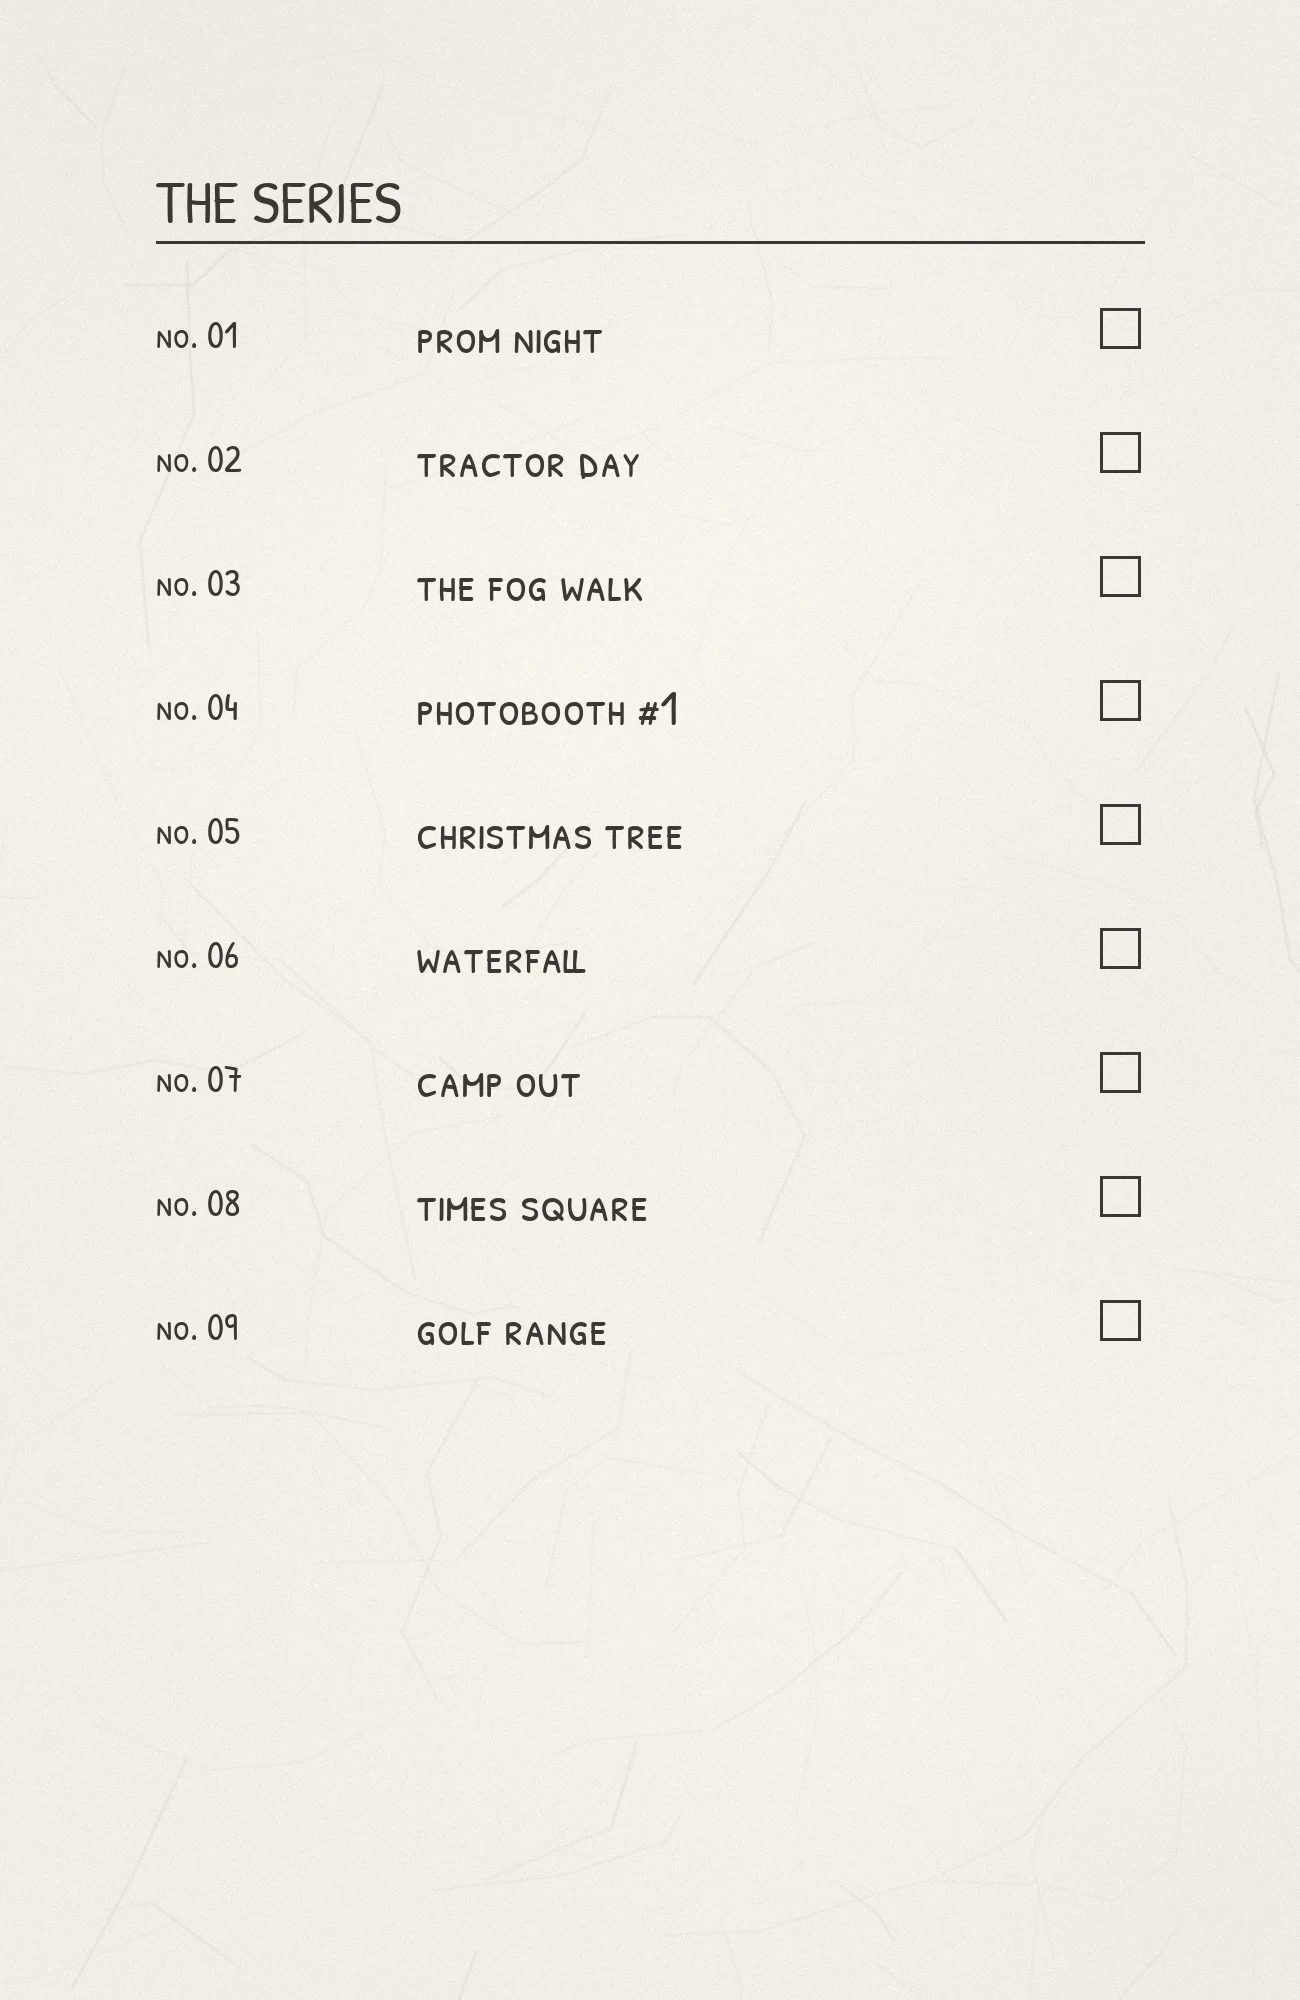 THE SERIES
NO. 01 PROM NIGHT
NO. 02 TRACTOR DAY
NO. 03 THE FOG WALK
NO. 04 PHOTOBOOTH #1
NO. 05 CHRISTMAS TREE
NO. 06 WATERFALL
NO. 07 CAMP OUT
NO. 08 TIMES SQUARE
NO. 09 GOLF RANGE